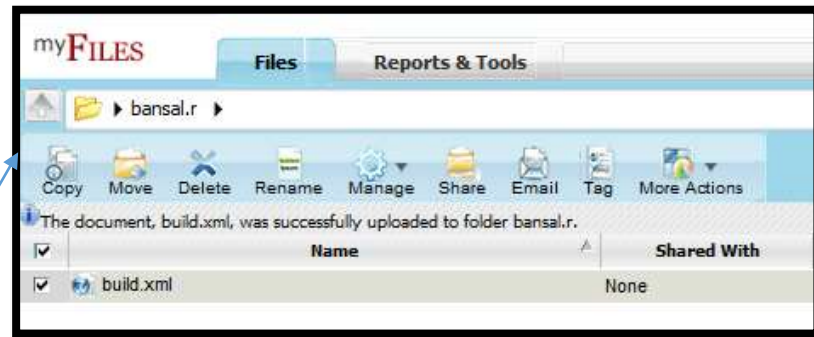 myFILES
Files Reports & Tools
bansal.r
Copy Move Delete Rename Manage Share Email Tag More Actions
The document, build.xml, was successfully uploaded to folder bansal.r.
Name Shared With
build.xml None